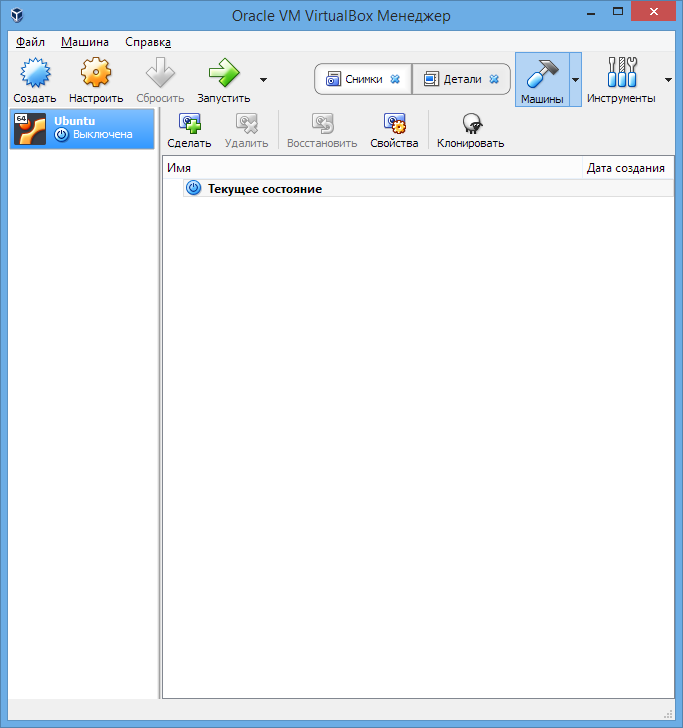 Oracle VM VirtualBox Менеджер
Файл Машина Справка
Создать Настроить Сбросить Запустить Снимки Детали Машины Инструменты
64 Ubuntu
Выключена
Сделать Удалить Восстановить Свойства Клонировать
Имя Дата создания
Текущее состояние